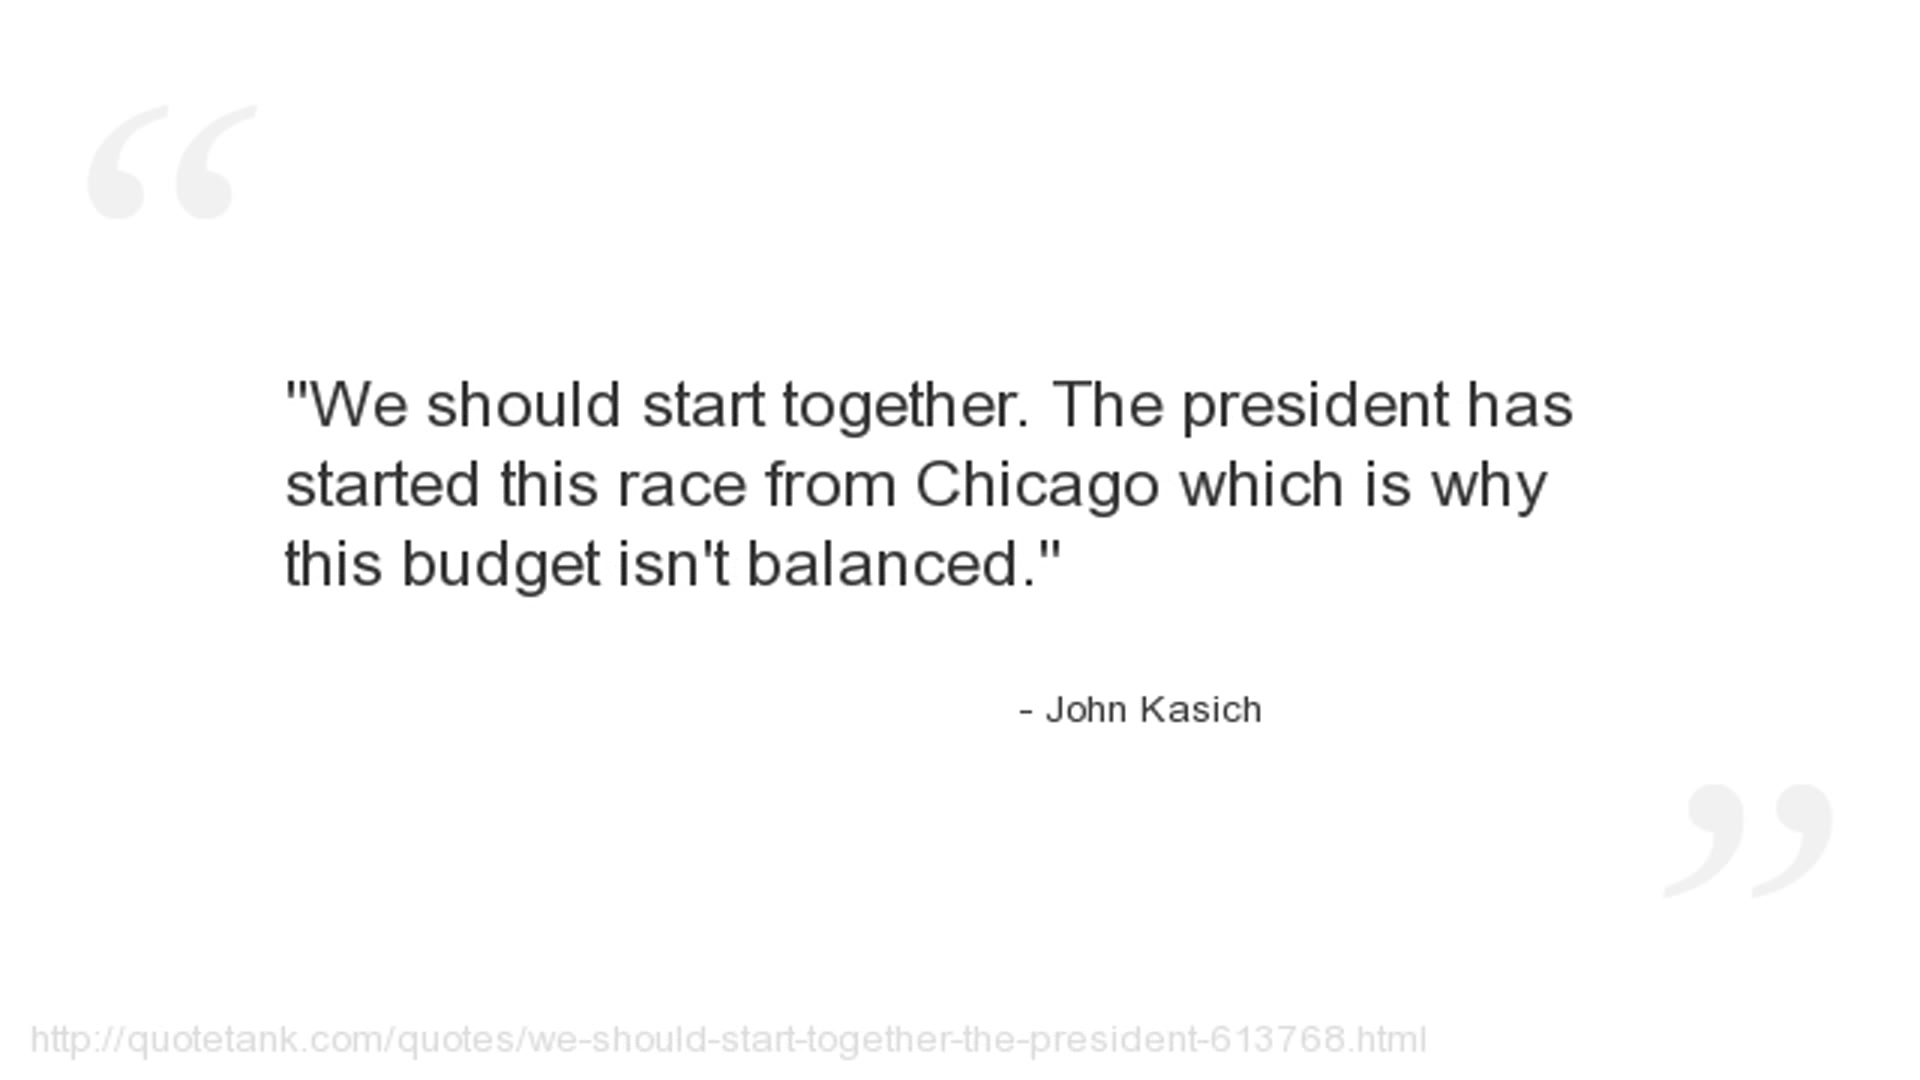 "We should start together. The president has
started this race from Chicago which is why
this budget isn't balanced."
- John Kasich
http://quotetank.com/quotes/we-should-start-together-the-president-613768.html